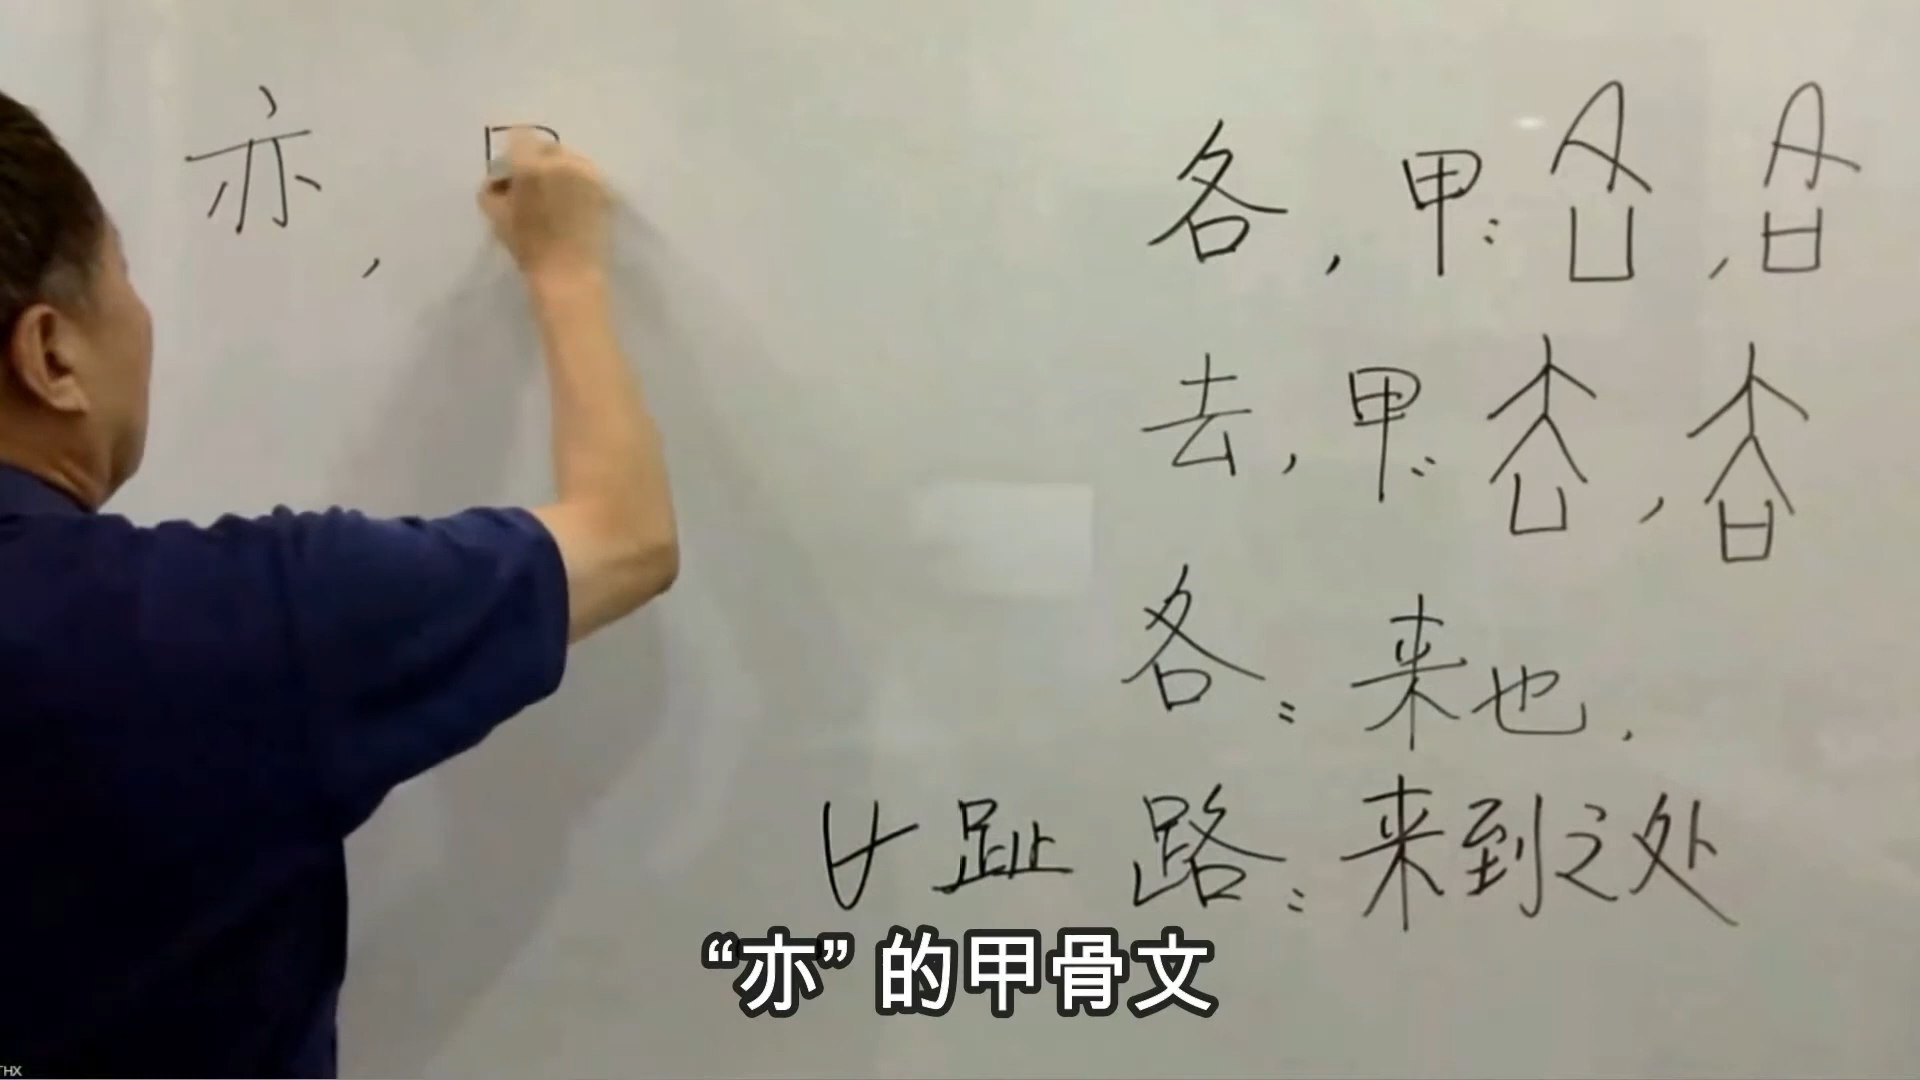 亦，
各，甲：
去，甲：
各：来也．
趾 路：来到之处
“亦”的甲骨文
THX